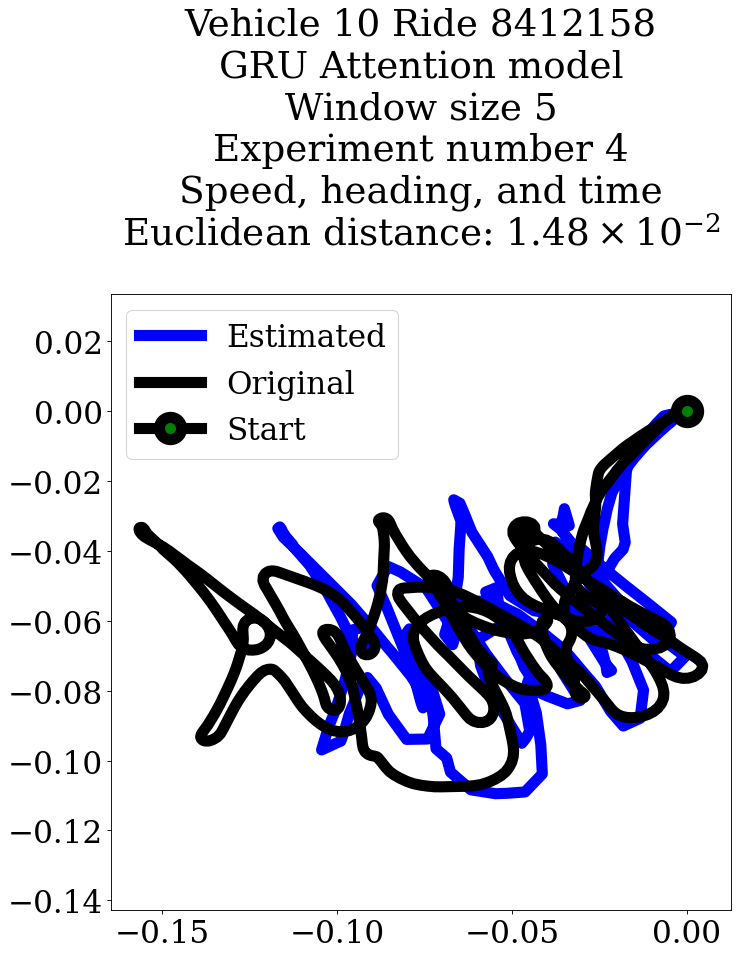 Vehicle 10 Ride 8412158
GRU Attention model
Window size 5
Experiment number 4
Speed, heading, and time
Euclidean distance: 1.48 × 10⁻²
Estimated
Original
Start
0.02
0.00
−0.02
−0.04
−0.06
−0.08
−0.10
−0.12
−0.14
−0.15
−0.10
−0.05
0.00